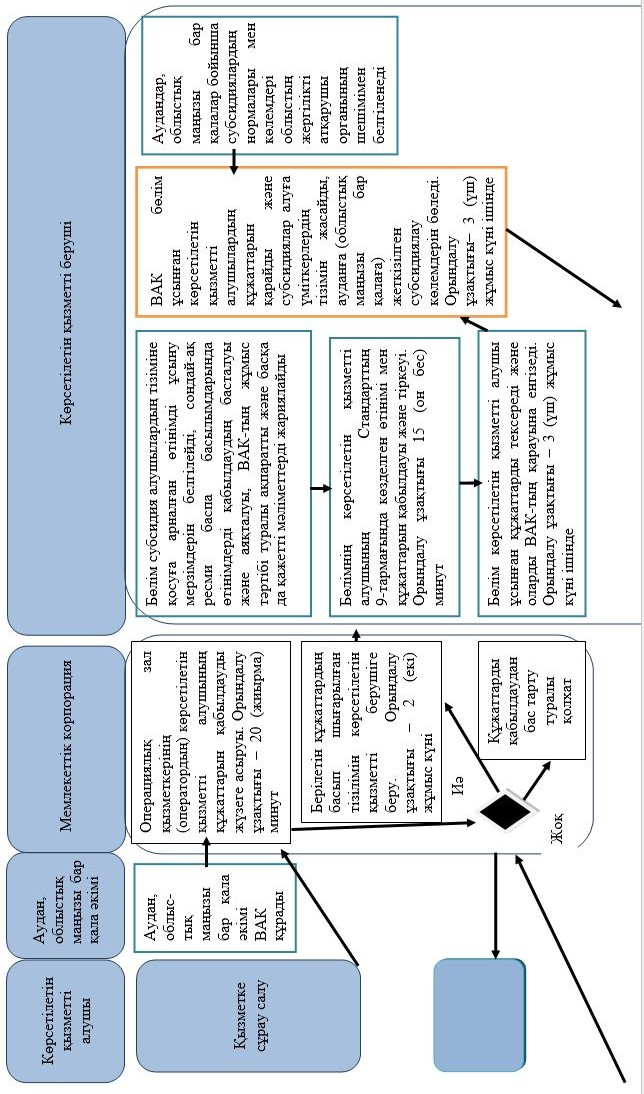 Көрсетілетін
қызметті
алушы
Аудан,
облыстық
маңызы бар
қала әкімі
Мемлекеттік корпорация
Көрсетілетін қызметті беруші
Қызметке
сұрау салу
Аудан,
облыс-
тық
маңызы
бар қала
әкімі
ВАК
құрады
Операциялық зал
қызметкерінің
(оператордың) көрсетілетін
қызметті алушының
құжаттарын қабылдауды
жүзеге асыруы. Орындалу
ұзақтығы – 20 (жиырма)
минут
Берілетін құжаттардың
басып шығарылған
тізілімін көрсетілетін
қызметті берушіге
беру. Орындалу
ұзақтығы – 2 (екі)
жұмыс күні
Иә
Жоқ
Құжаттарды
қабылдаудан
бас тарту
туралы
қолхат
Бөлім субсидия алушылардың тізіміне
қосуға арналған өтінімді ұсыну
мерзімдерін белгілейді, сондай-ақ
ресми баспа басылымдарында
өтінімдерді қабылдаудың басталуы
және аяқталуы, ВАК-тың жұмыс
тәртібі туралы ақпаратты және басқа
да қажетті мәліметтерді жариялайды
Бөлімнің көрсетілетін қызметті
алушының Стандарттың
9-тармағында көзделген өтінімі мен
құжаттарын қабылдауы және тіркеуі.
Орындалу ұзақтығы 15 (он бес)
минут
Бөлім көрсетілетін қызметті алушы
ұсынған құжаттарды тексереді және
оларды ВАК-тың қарауына енгізеді.
Орындалу ұзақтығы – 3 (үш) жұмыс
күні ішінде
ВАК бөлім
ұсынған
көрсетілетін
қызметті
алушылардың
құжаттарын
қарайды және
субсидиялар алуға
үміткерлердің
тізімін жасайды,
ауданға (облыстық
маңызы бар
қалаға)
жеткізілген
субсидиялау
көлемдерін бөледі.
Орындалу
ұзақтығы– 3 (үш)
жұмыс күні ішінде
Аудандар,
облыстық
маңызы бар
қалалар бойынша
субсидиялардың
нормалары мен
көлемдері
облыстың
жергілікті
атқарушы
органының
шешімімен
белгіленеді